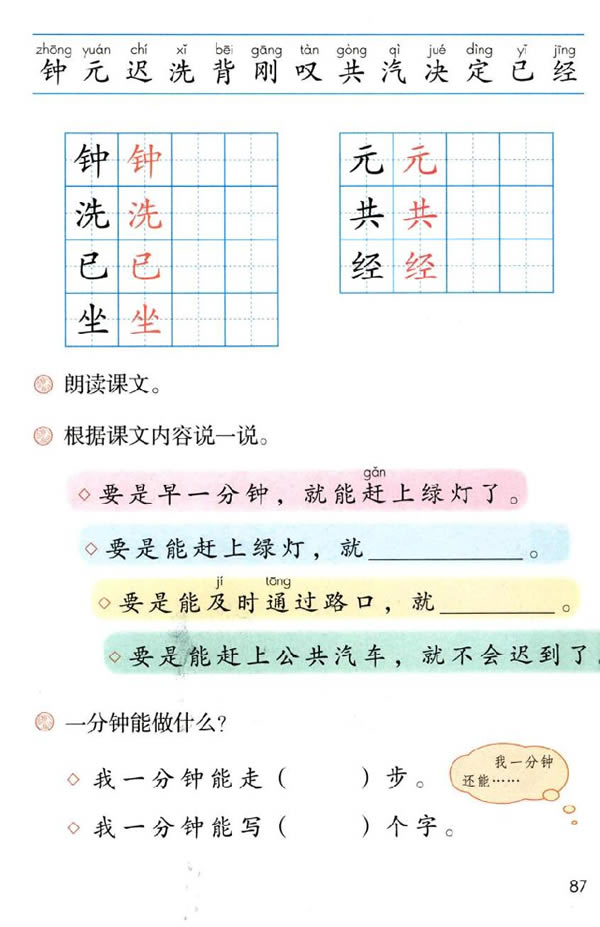 zhōng yuán chí xǐ bēi gāng tàn gòng qì jué dìng yǐ jīng
钟 元 迟 洗 背 刚 叹 共 汽 决 定 已 经
钟 钟
洗 洗
已 已
坐 坐
元 元
共 共
经 经
朗读课文。
根据课文内容说一说。
gǎn
要是早一分钟，就能赶上绿灯了。
要是能赶上绿灯，就________。
jí tōng
要是能及时通过路口，就________。
要是能赶上公共汽车，就不会迟到了。
一分钟能做什么？
我一分钟能走（ ）步。
我一分钟能写（ ）个字。
我一分钟
还能……
87